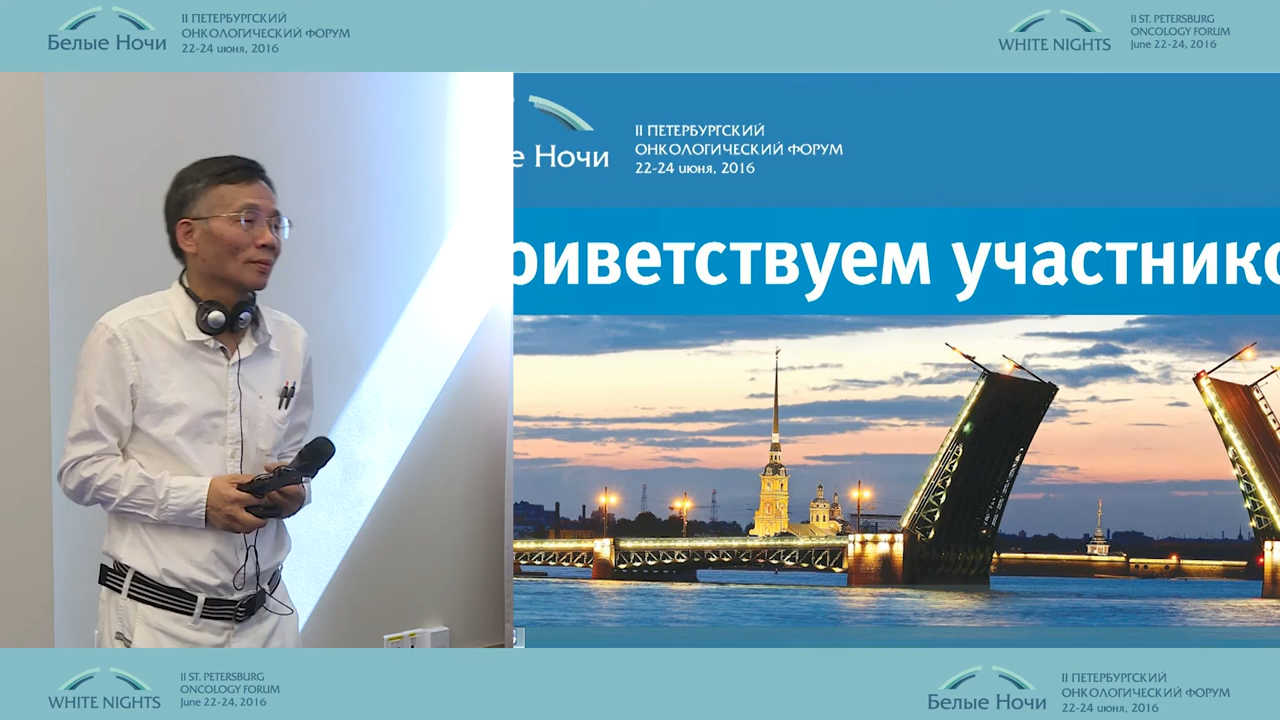 Белые Ночи
II ПЕТЕРБУРГСКИЙ
ОНКОЛОГИЧЕСКИЙ ФОРУМ
22-24 июня, 2016
WHITE NIGHTS
II ST. PETERSBURG
ONCOLOGY FORUM
June 22-24, 2016
е Ночи
II ПЕТЕРБУРГСКИЙ
ОНКОЛОГИЧЕСКИЙ ФОРУМ
22-24 июня, 2016
риветствуем участнико
WHITE NIGHTS
II ST. PETERSBURG
ONCOLOGY FORUM
June 22-24, 2016
Белые Ночи
II ПЕТЕРБУРГСКИЙ
ОНКОЛОГИЧЕСКИЙ ФОРУМ
22-24 июня, 2016